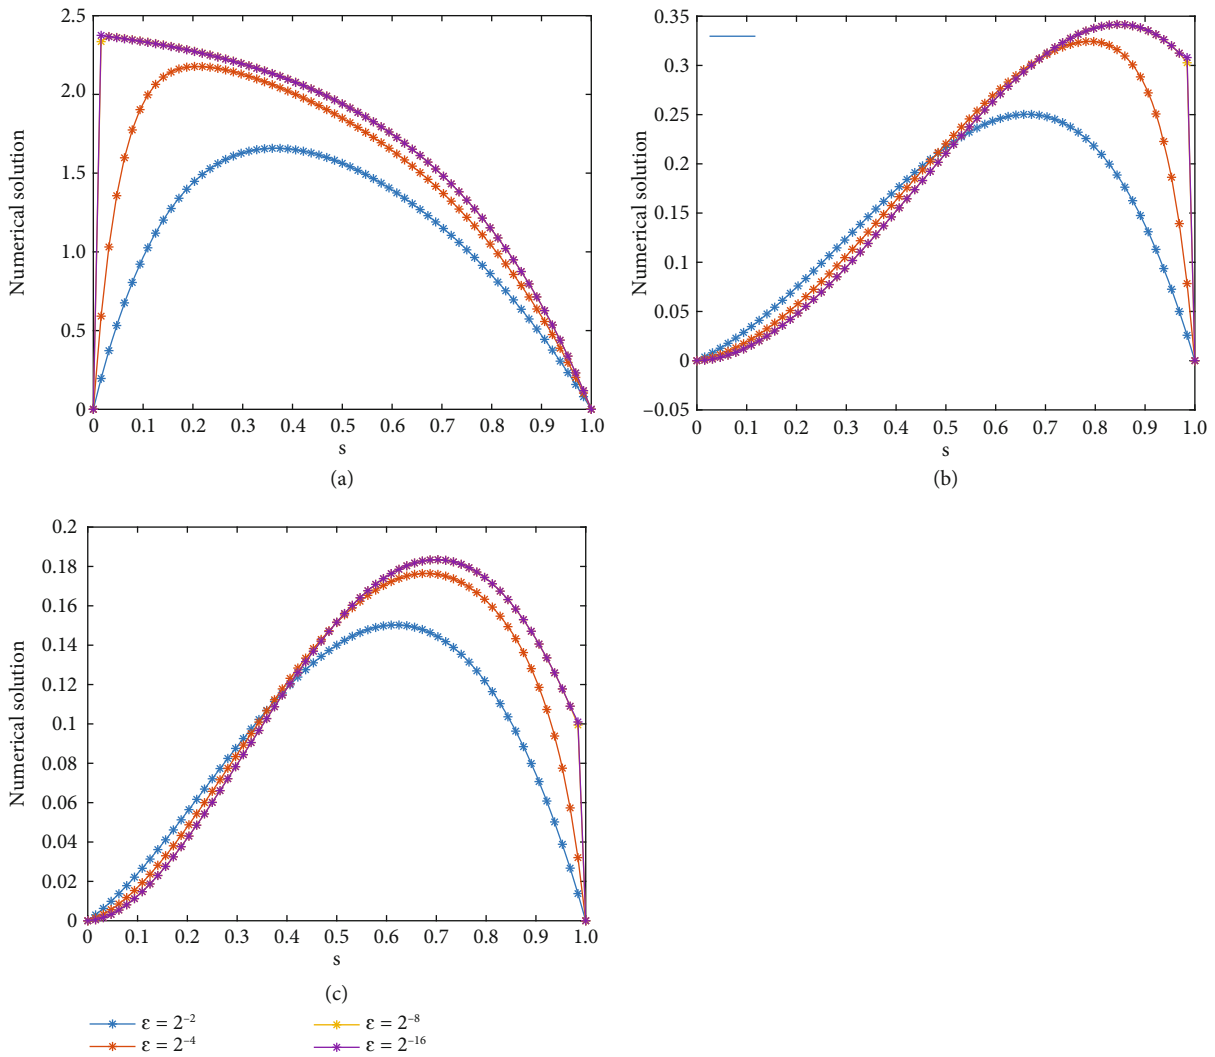 2.5
2.0
1.5
1.0
0.5
0
Numerical solution
0 0.1 0.2 0.3 0.4 0.5 0.6 0.7 0.8 0.9 1.0
s
(a)
0.35
0.3
0.25
0.2
0.15
0.1
0.05
0
–0.05
Numerical solution
0 0.1 0.2 0.3 0.4 0.5 0.6 0.7 0.8 0.9 1.0
s
(b)
0.2
0.18
0.16
0.14
0.12
0.1
0.08
0.06
0.04
0.02
0
Numerical solution
0 0.1 0.2 0.3 0.4 0.5 0.6 0.7 0.8 0.9 1.0
s
(c)
ε = 2⁻²
ε = 2⁻⁴
ε = 2⁻⁸
ε = 2⁻¹⁶